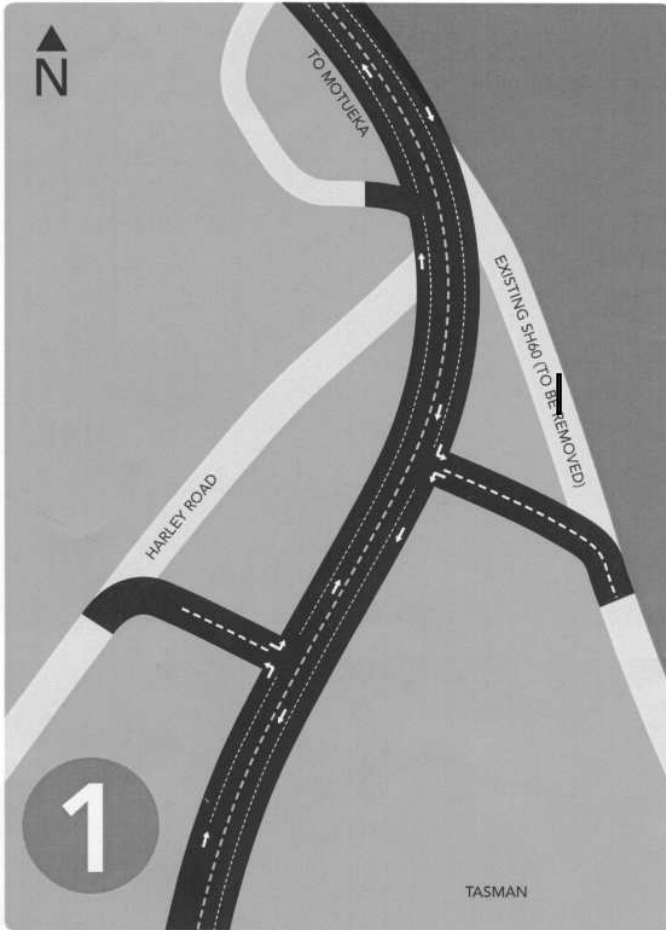 N
TO MOTUEKA
EXISTING SH60 (TO BE REMOVED)
HARLEY ROAD
1
TASMAN